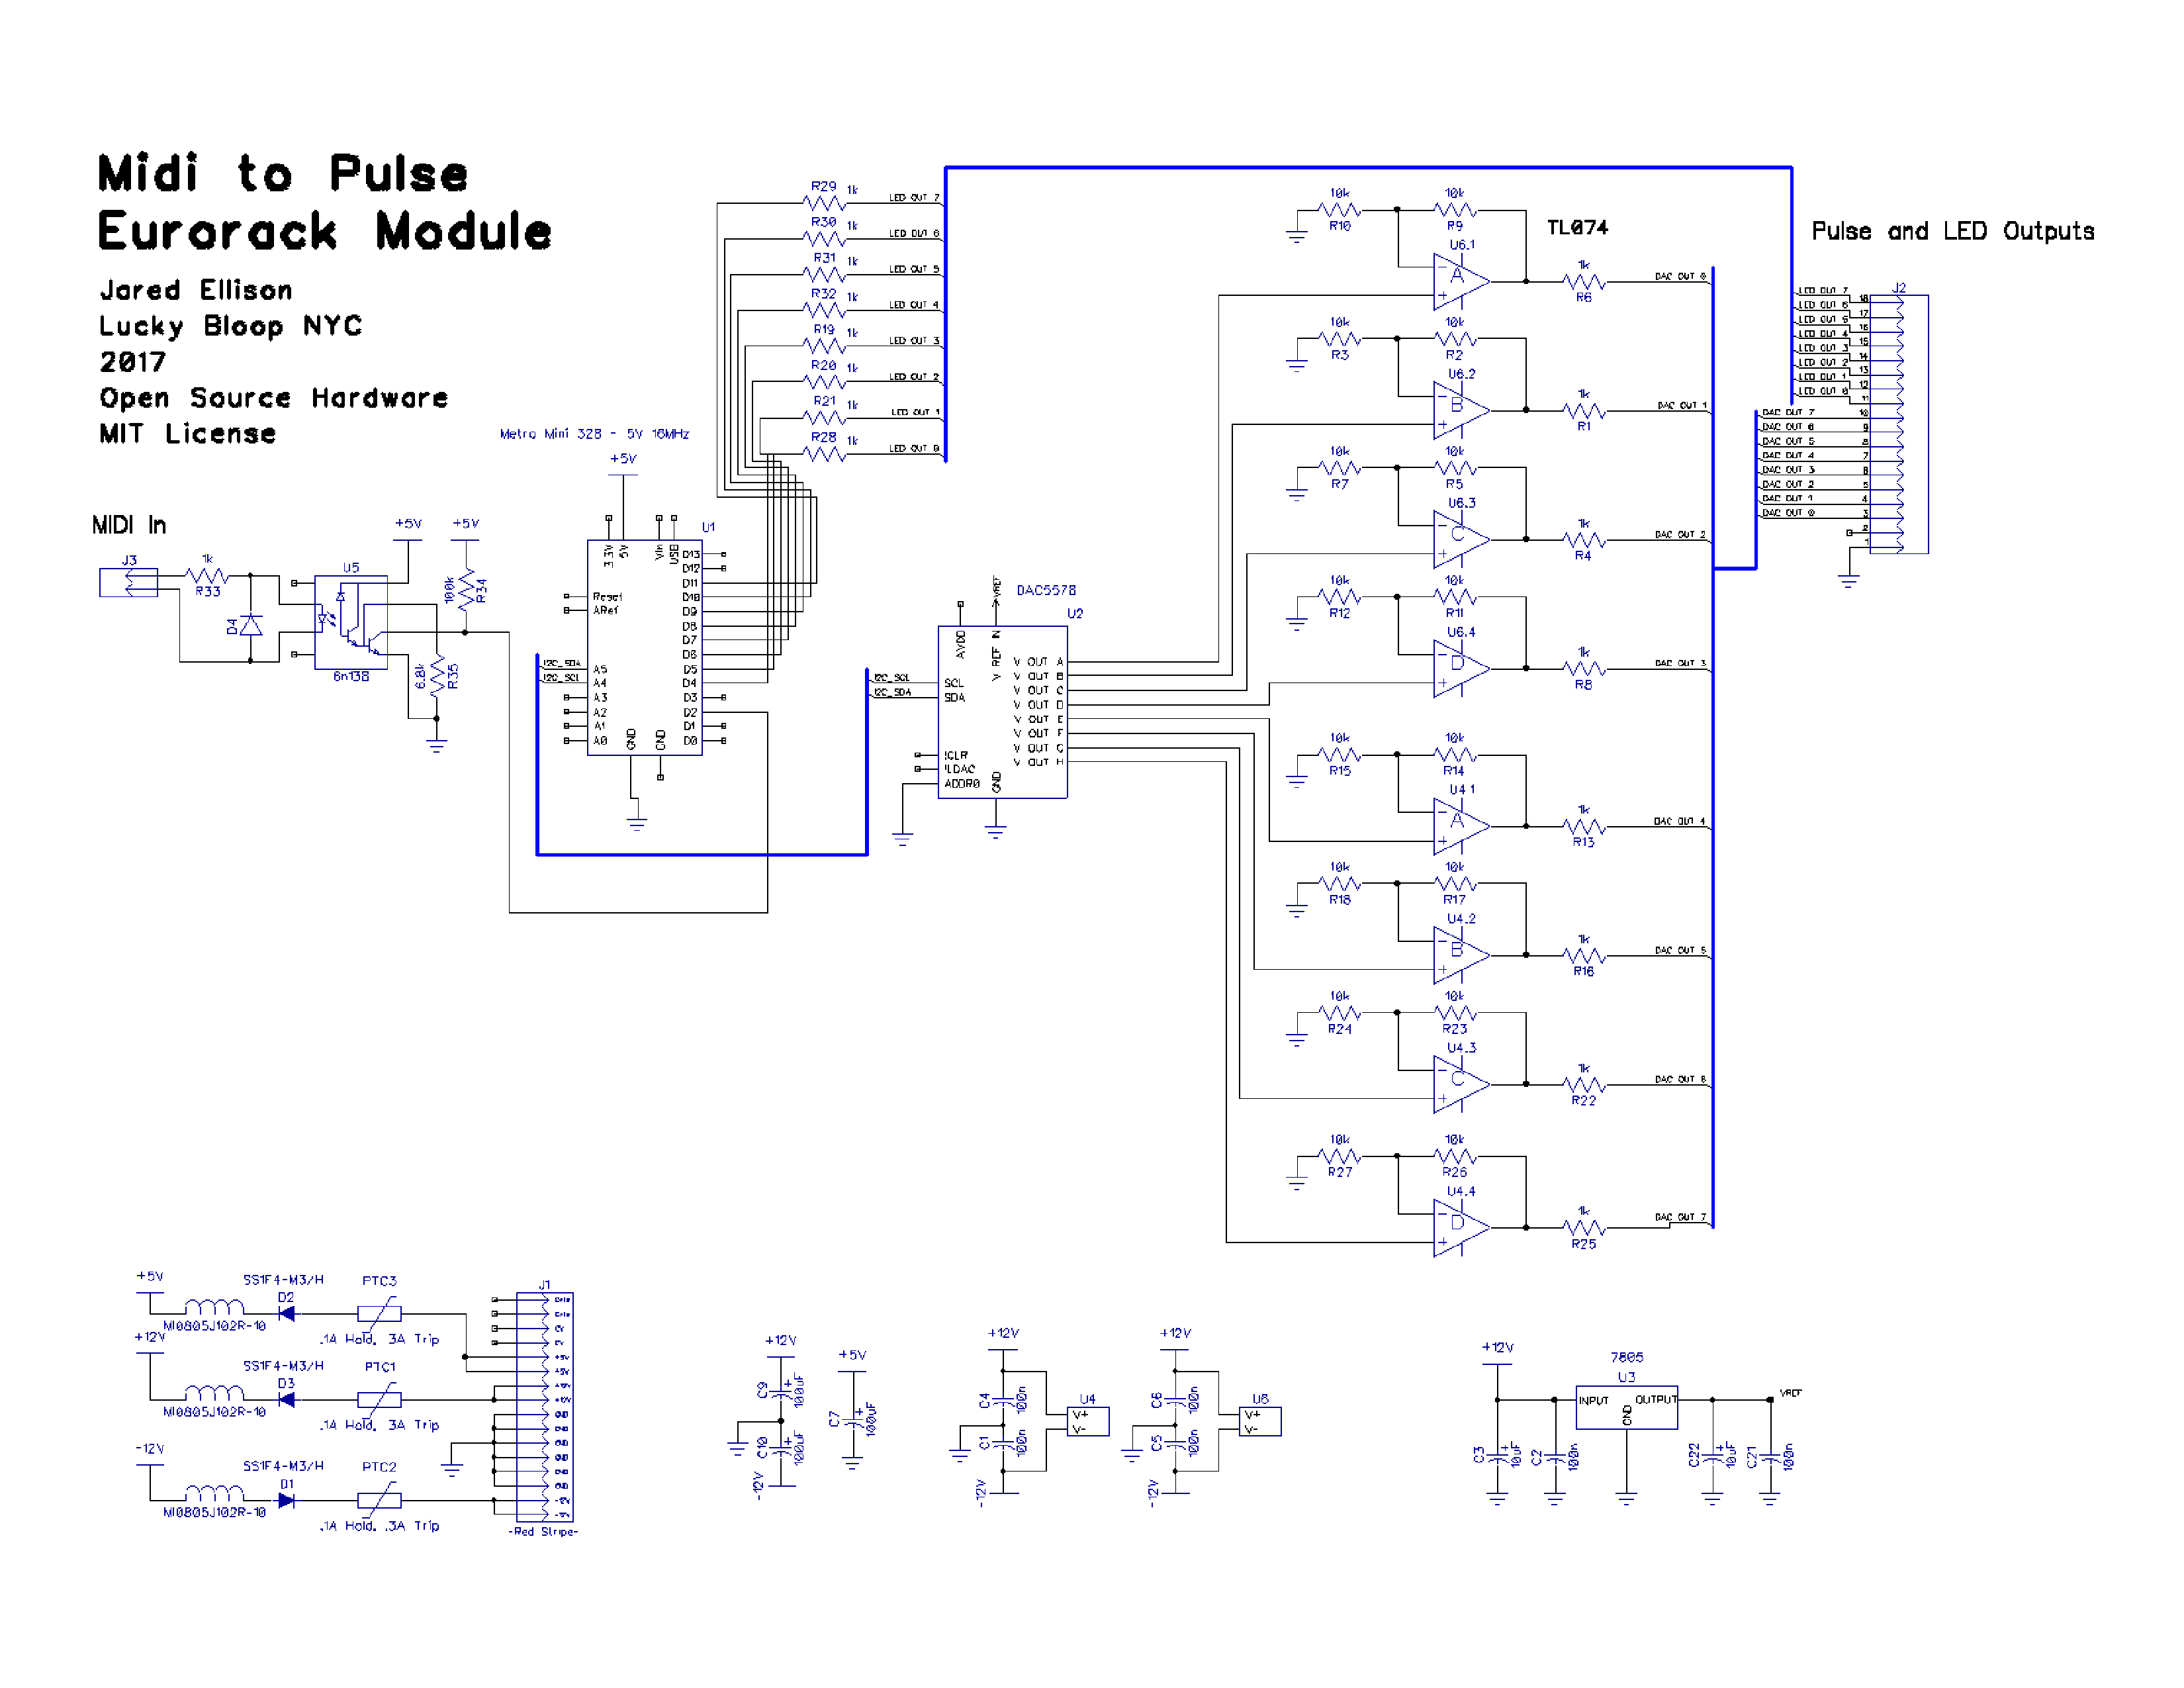 Midi to Pulse
Eurorack Module
Jared Ellison
Lucky Bloop NYC
2017
Open Source Hardware
MIT License
MIDI In
J3
1k
R33
D4
U5
6n138
+5V
+5V
100k
R34
6.8k
R35
Metro Mini 328 - 5V 16MHz
+5V
U1
3.3V
5V
Vin
USB
Reset
ARef
A5
A4
A3
A2
A1
A0
GND
GND
D13
D12
D11
D10
D9
D8
D7
D6
D5
D4
D3
D2
D1
D0
I2C_SDA
I2C_SCL
R29 1k LED OUT 7
R30 1k LED OUT 6
R31 1k LED OUT 5
R32 1k LED OUT 4
R19 1k LED OUT 3
R20 1k LED OUT 2
R21 1k LED OUT 1
R28 1k LED OUT 0
I2C_SCL
I2C_SDA
VREF
DAC5578
U2
AVDD
V REF IN
SCL
SDA
!CLR
!LDAC
ADDR0
GND
V OUT A
V OUT B
V OUT C
V OUT D
V OUT E
V OUT F
V OUT G
V OUT H
TL074
10k 10k
R10 R9
U6.1
A
- +
1k
R6
DAC OUT 0
10k 10k
R3 R2
U6.2
B
- +
1k
R1
DAC OUT 1
10k 10k
R7 R5
U6.3
C
- +
1k
R4
DAC OUT 2
10k 10k
R12 R11
U6.4
D
- +
1k
R8
DAC OUT 3
10k 10k
R15 R14
U4.1
A
- +
1k
R13
DAC OUT 4
10k 10k
R18 R17
U4.2
B
- +
1k
R16
DAC OUT 5
10k 10k
R24 R23
U4.3
C
- +
1k
R22
DAC OUT 6
10k 10k
R27 R26
U4.4
D
- +
1k
R25
DAC OUT 7
Pulse and LED Outputs
J2
LED OUT 7 18
LED OUT 6 17
LED OUT 5 16
LED OUT 4 15
LED OUT 3 14
LED OUT 2 13
LED OUT 1 12
LED OUT 0 11
DAC OUT 7 10
DAC OUT 6 9
DAC OUT 5 8
DAC OUT 4 7
DAC OUT 3 6
DAC OUT 2 5
DAC OUT 1 4
DAC OUT 0 3
2
1
+5V
SS1F4-M3/H
D2
PTC3
MI0805J102R-10
.1A Hold, .3A Trip
+12V
SS1F4-M3/H
D3
PTC1
MI0805J102R-10
.1A Hold, .3A Trip
-12V
SS1F4-M3/H
D1
PTC2
MI0805J102R-10
.1A Hold, .3A Trip
J1
-Red Stripe-
+12V
C9
100uF
C10
100uF
-12V
+5V
C7
100uF
+12V
C4
100n
C1
100n
-12V
U4
V+
V-
+12V
C6
100n
C5
100n
-12V
U6
V+
V-
+12V
7805
U3
INPUT OUTPUT
GND
VREF
C3
10uF
C2
100n
C22
10uF
C21
100n